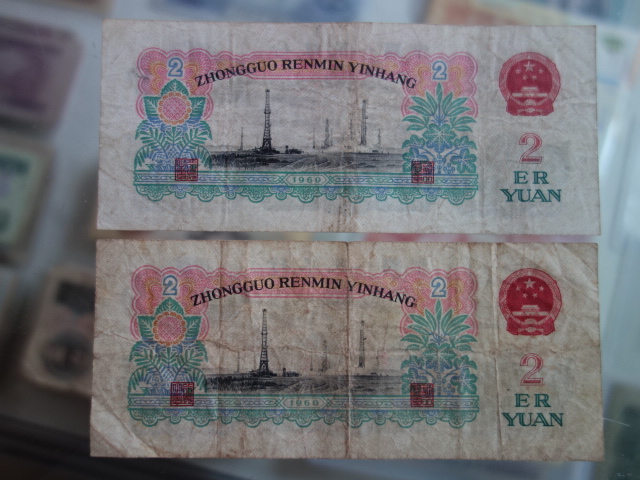 2 2
ZHONGGUO RENMIN YINHANG
2
ER
YUAN
1960
2 2
ZHONGGUO RENMIN YINHANG
2
ER
YUAN
1960